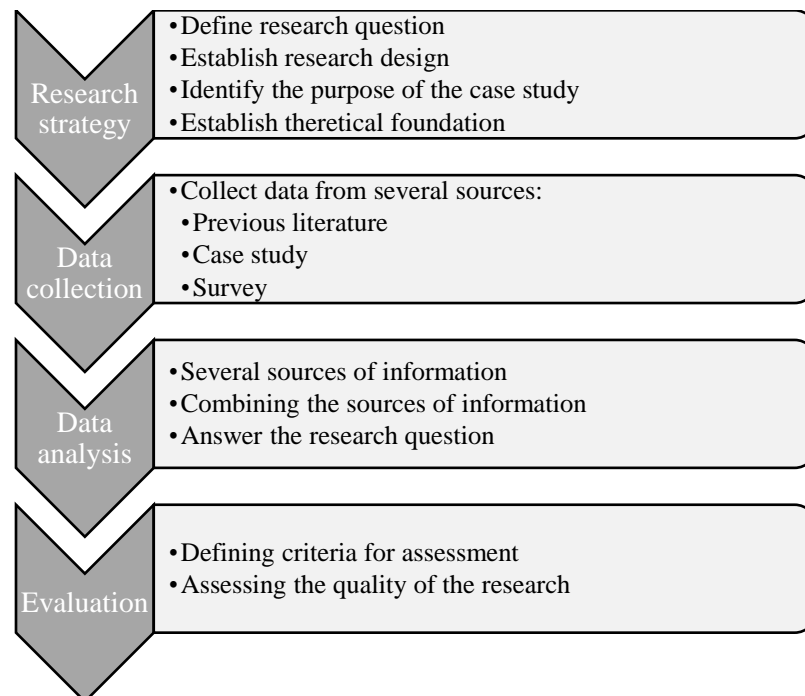 Research
strategy
•Define research question
•Establish research design
•Identify the purpose of the case study
•Establish theretical foundation
Data
collection
•Collect data from several sources:
•Previous literature
•Case study
•Survey
Data
analysis
•Several sources of information
•Combining the sources of information
•Answer the research question
Evaluation
•Defining criteria for assessment
•Assessing the quality of the research